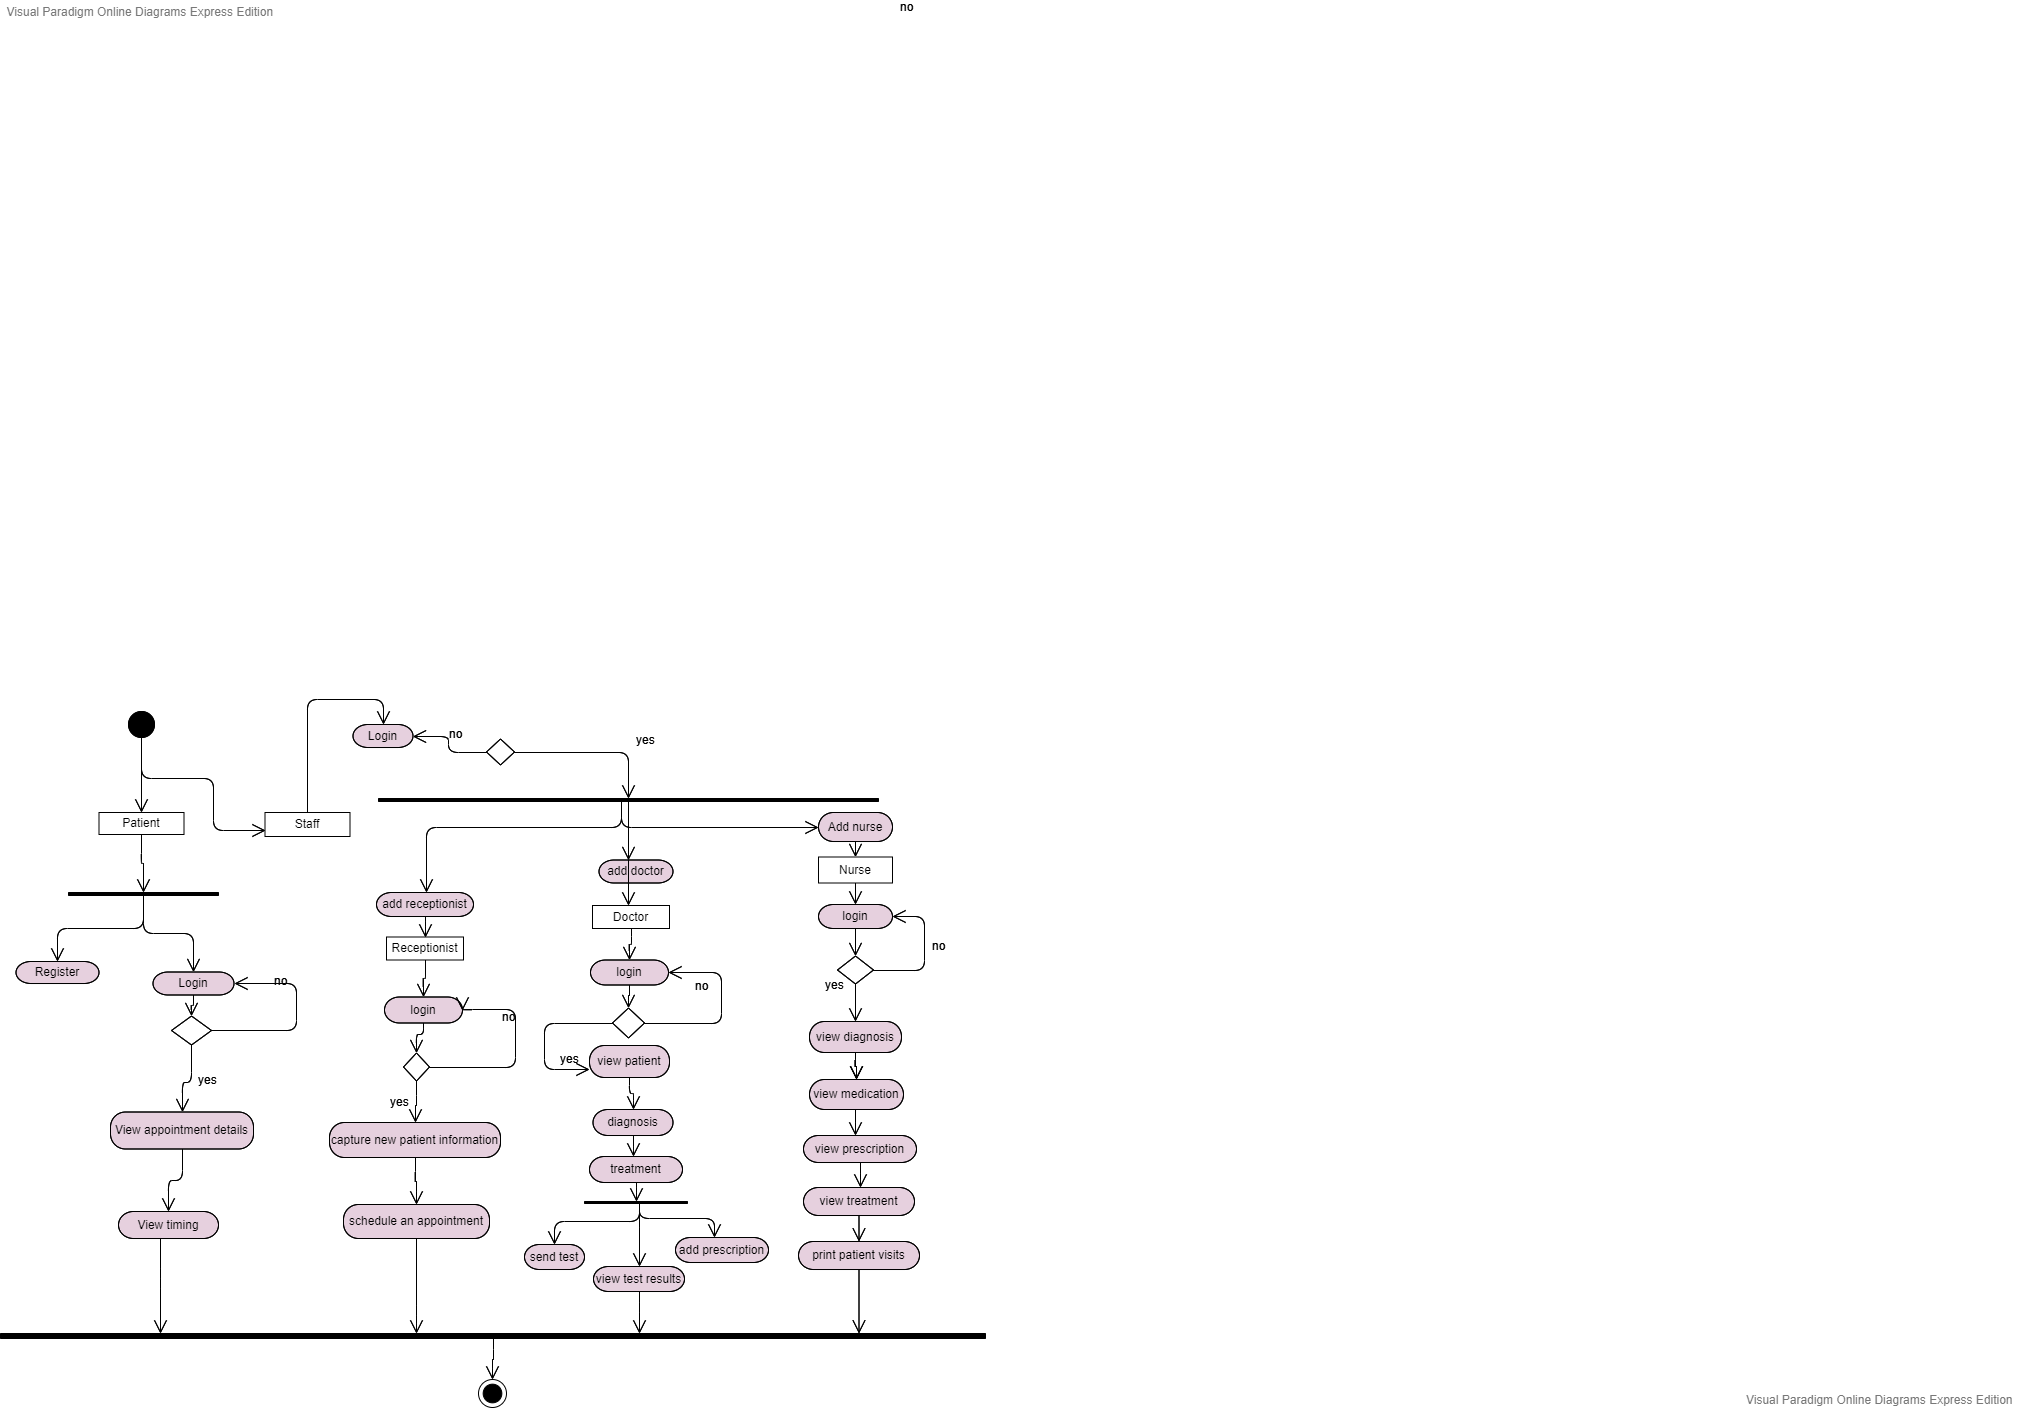 Visual Paradigm Online Diagrams Express Edition
no
Login
no
yes
Patient
Staff
Add nurse
add doctor
Nurse
add receptionist
Doctor
login
Receptionist
no
Register
Login
no
login
no
yes
login
no
view diagnosis
yes
view patient
yes
view medication
yes
diagnosis
View appointment details
capture new patient information
view prescription
treatment
view treatment
View timing
schedule an appointment
send test
add prescription
print patient visits
view test results
Visual Paradigm Online Diagrams Express Edition